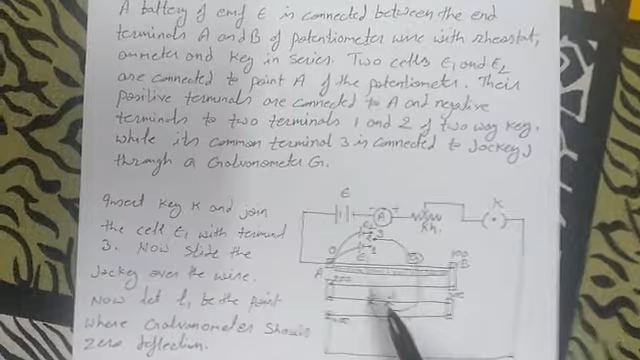 A battery of emf E is connected between the end
terminals A and B of potentiometer wire with rheostat,
ammeter and key in series. Two cells E1 and E2
are connected to point A of the potentiometer. Their
positive terminals are connected to A and negative
terminals to two terminals 1 and 2 of two way key,
while its common terminal 3 is connected to Jockey J
through a Galvonometer G.
Insert Key K and join
the cell E1 with terminal
3. Now slide the
Jockey over the wire.
Now let l1 be the point
where Galvonometer shows
zero deflection.
E
A
K
Rh.
3
100
A
B